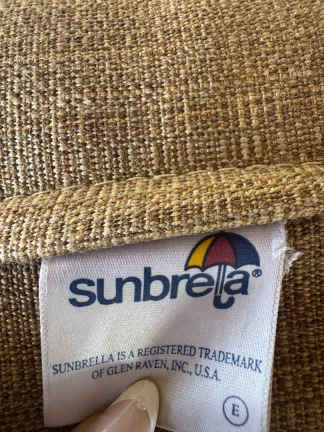 sunbrella®
SUNBRELLA IS A REGISTERED TRADEMARK
OF GLEN RAVEN, INC., U.S.A.
E